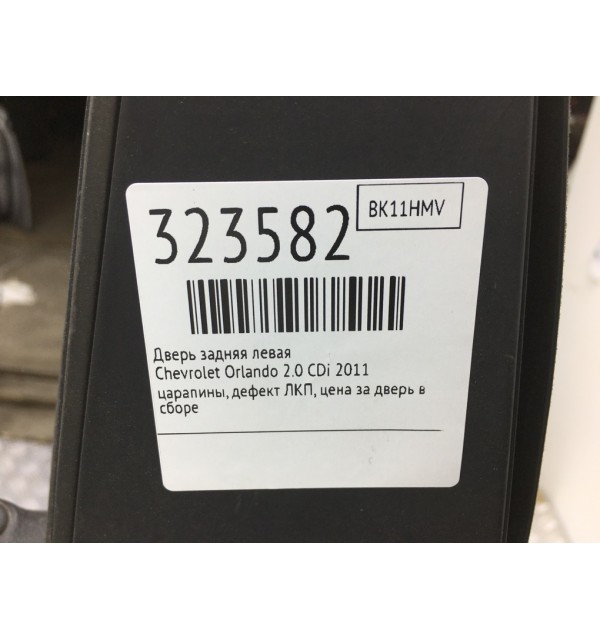 323582
BK11HMV
Дверь задняя левая
Chevrolet Orlando 2.0 CDi 2011
царапины, дефект ЛКП, цена за дверь в
сборе